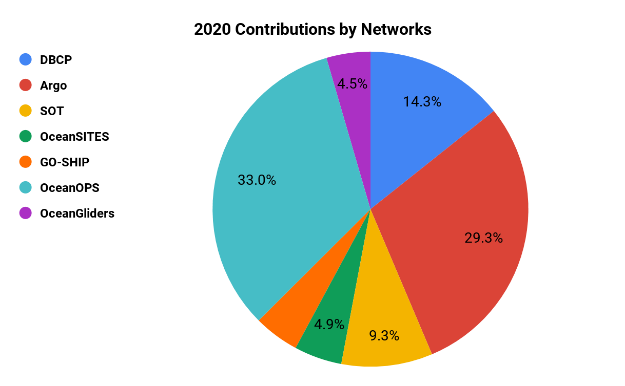 2020 Contributions by Networks
DBCP
Argo
SOT
OceanSITES
GO-SHIP
OceanOPS
OceanGliders
4.5%
14.3%
33.0%
29.3%
4.9%
9.3%